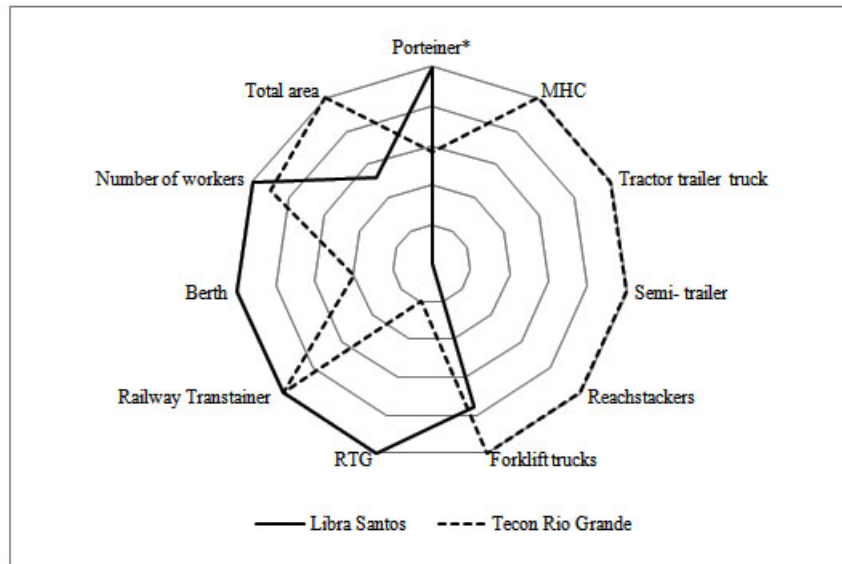 Porteiner*
Total area
MHC
Number of workers
Tractor trailer truck
Berth
Semi- trailer
Railway Transtainer
Reachstackers
RTG
Forklift trucks
Libra Santos
Tecon Rio Grande